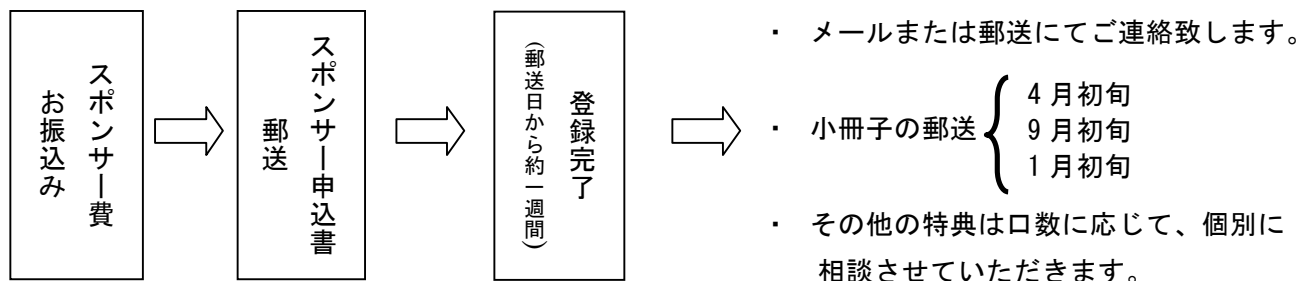 スポンサー費
お振込み
スポンサー申込書
郵送
登録完了
(郵送日から約一週間)
・ メールまたは郵送にてご連絡致します。
・ 小冊子の郵送
4月初旬
9月初旬
1月初旬
・ その他の特典は口数に応じて、個別に
相談させていただきます。